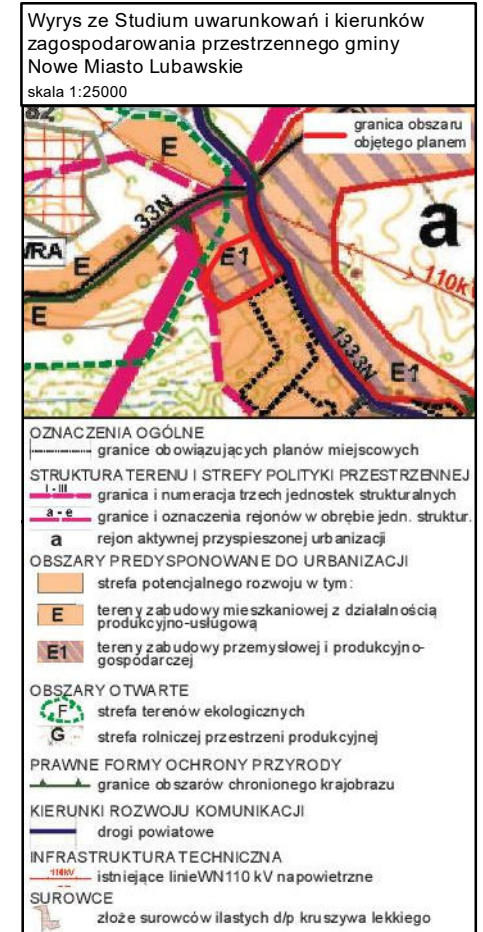 Wyrys ze Studium uwarunkowań i kierunków
zagospodarowania przestrzennego gminy
Nowe Miasto Lubawskie
skala 1:25000
granica obszaru
objętego planem
82
E
33N
E1
a
110kV
WRA
E
E
1333N
E1
OZNACZENIA OGÓLNE
granice obowiązujących planów miejscowych
STRUKTURA TERENU I STREFY POLITYKI PRZESTRZENNEJ
I - III granica i numeracja trzech jednostek strukturalnych
a - e granice i oznaczenia rejonów w obrębie jedn. struktur.
a rejon aktywnej przyspieszonej urbanizacji
OBSZARY PREDYSPONOWANE DO URBANIZACJI
strefa potencjalnego rozwoju w tym:
E tereny zabudowy mieszkaniowej z działalnością
produkcyjno-usługową
E1 tereny zabudowy przemysłowej i produkcyjno-
gospodarczej
OBSZARY OTWARTE
F strefa terenów ekologicznych
G strefa rolniczej przestrzeni produkcyjnej
PRAWNE FORMY OCHRONY PRZYRODY
granice obszarów chronionego krajobrazu
KIERUNKI ROZWOJU KOMUNIKACJI
drogi powiatowe
INFRASTRUKTURA TECHNICZNA
110kV istniejące linieWN110 kV napowietrzne
SUROWCE
złoże surowców ilastych d/p kruszywa lekkiego